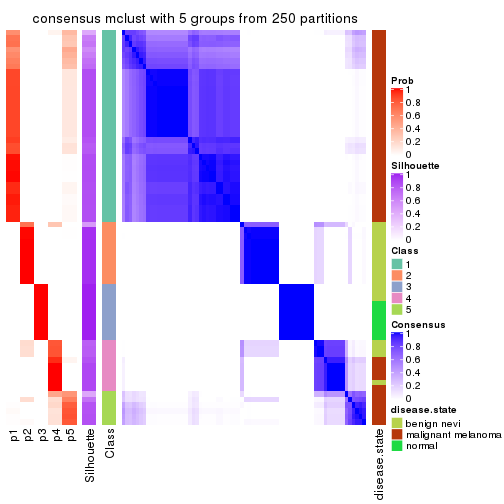 consensus mclust with 5 groups from 250 partitions
Prob
1
0.8
0.6
0.4
0.2
0
Silhouette
1
0.8
0.6
0.4
0.2
0
Class
1
2
3
4
5
Consensus
1
0.8
0.6
0.4
0.2
0
disease.state
benign nevi
malignant melanoma
normal
p1
p2
p3
p4
p5
Silhouette
Class
disease.state